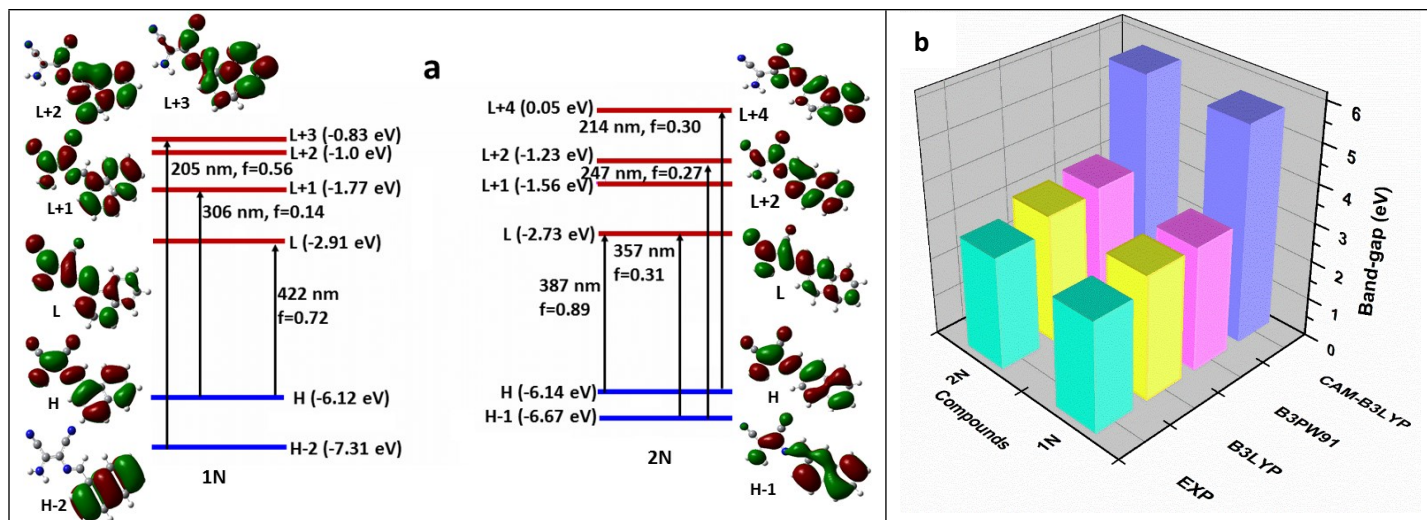 a
L+2
L+3
L+1
L
H
H-2
L+3 (-0.83 eV)
L+2 (-1.0 eV)
205 nm, f=0.56
L+1 (-1.77 eV)
306 nm, f=0.14
L (-2.91 eV)
422 nm
f=0.72
H (-6.12 eV)
H-2 (-7.31 eV)
1N
L+4 (0.05 eV)
214 nm, f=0.30
L+2 (-1.23 eV)
247 nm, f=0.27
L+1 (-1.56 eV)
L (-2.73 eV)
357 nm
f=0.31
387 nm
f=0.89
H (-6.14 eV)
H-1 (-6.67 eV)
2N
L+4
L+2
L
H
H-1
b
6
5
4
3
2
1
0
Band-gap (eV)
CAM-B3LYP
B3PW91
B3LYP
EXP
2N
Compounds
1N